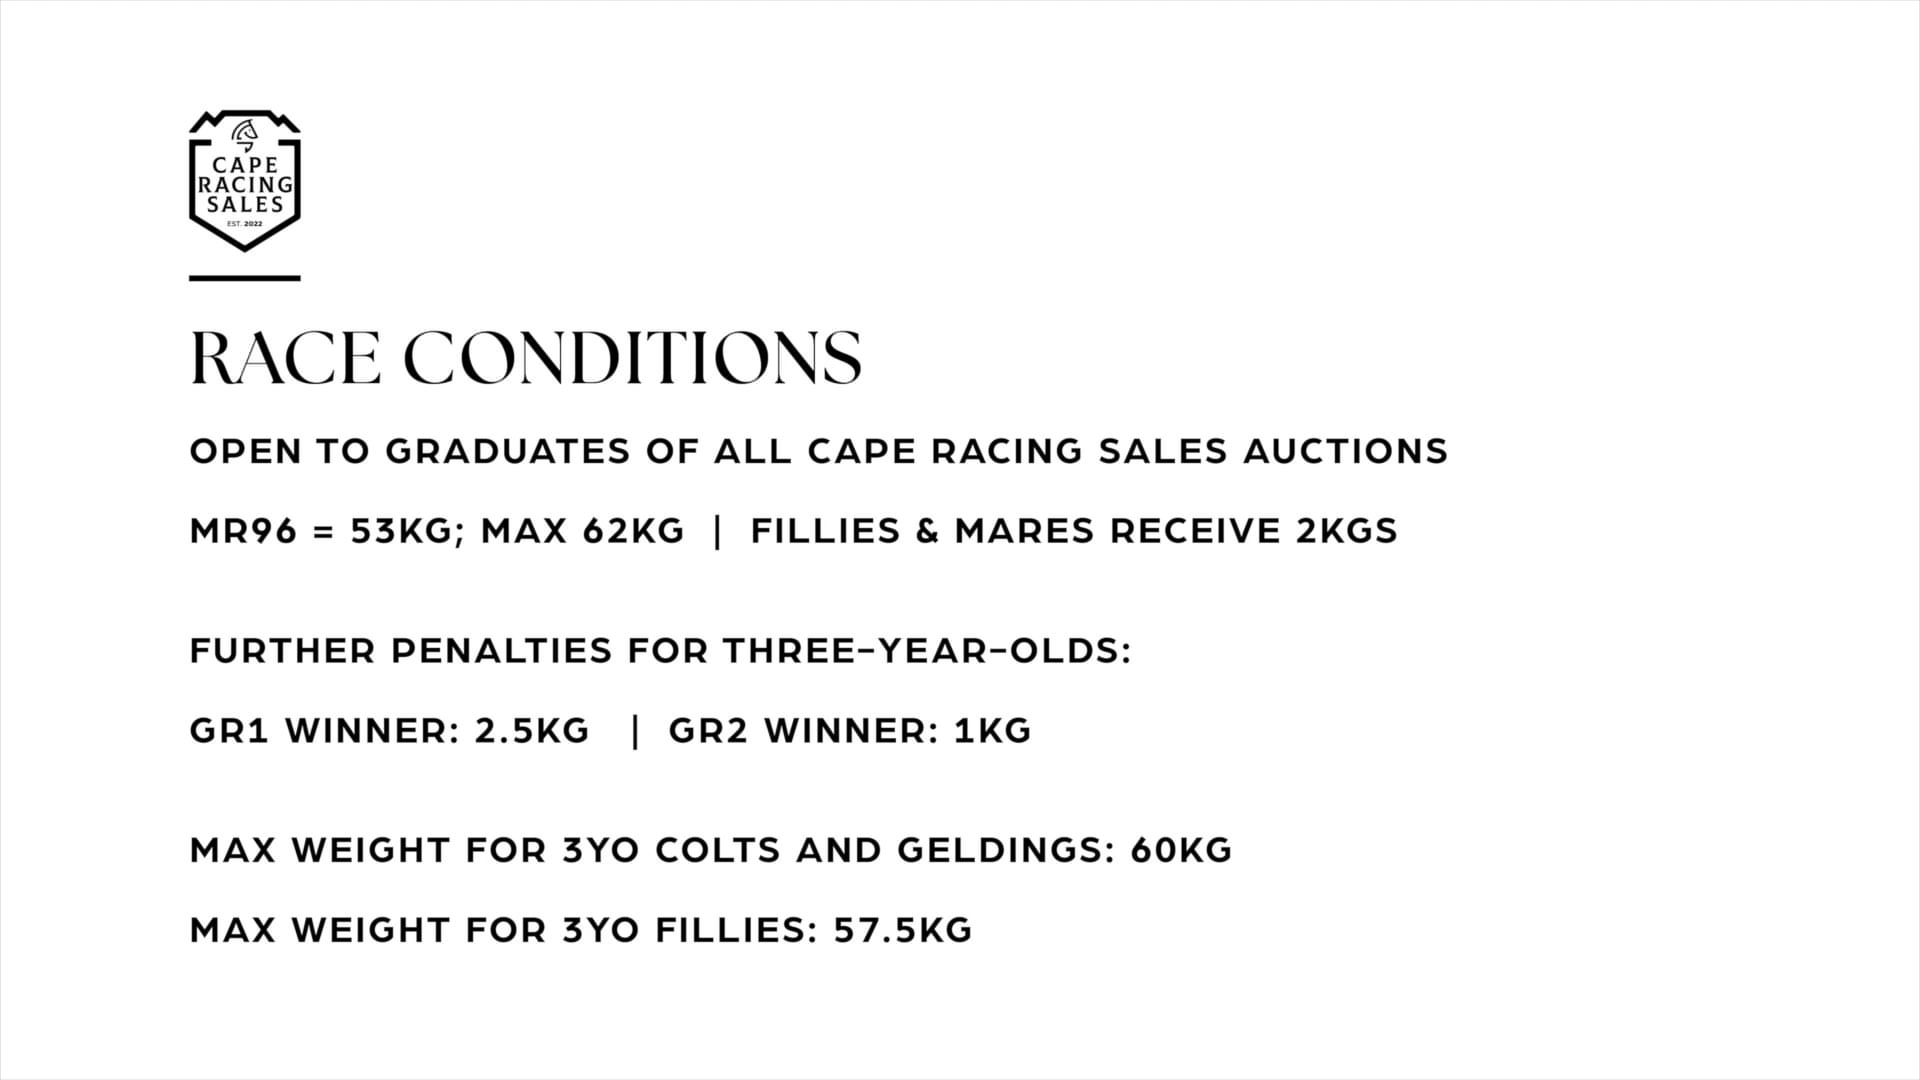 CAPE
RACING
SALES
EST. 2022
RACE CONDITIONS
OPEN TO GRADUATES OF ALL CAPE RACING SALES AUCTIONS
MR96 = 53KG; MAX 62KG | FILLIES & MARES RECEIVE 2KGS
FURTHER PENALTIES FOR THREE-YEAR-OLDS:
GR1 WINNER: 2.5KG | GR2 WINNER: 1KG
MAX WEIGHT FOR 3YO COLTS AND GELDINGS: 60KG
MAX WEIGHT FOR 3YO FILLIES: 57.5KG